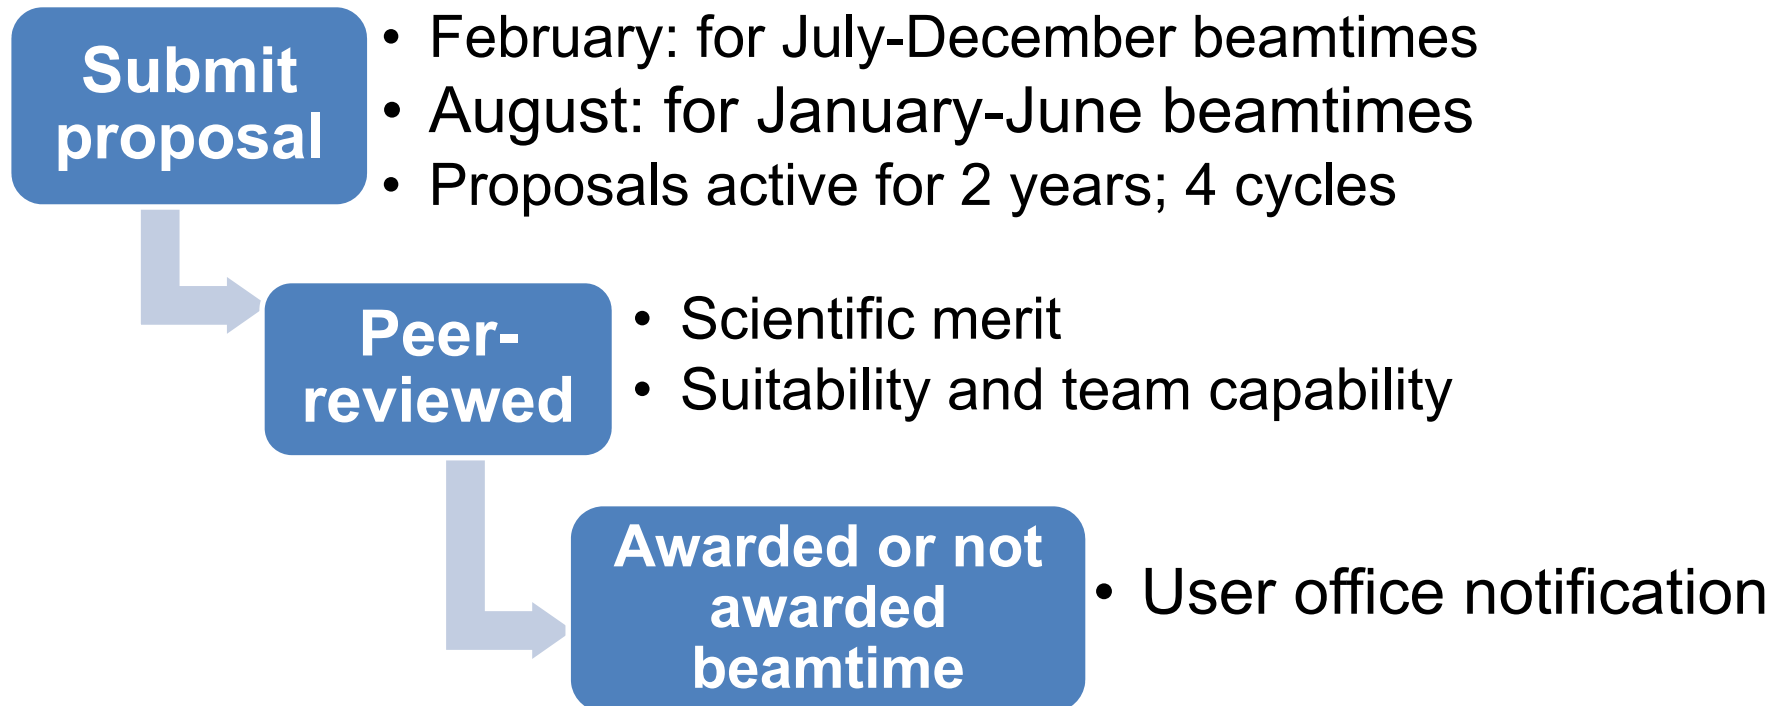 Submit
proposal
• February: for July-December beamtimes
• August: for January-June beamtimes
• Proposals active for 2 years; 4 cycles
Peer-
reviewed
• Scientific merit
• Suitability and team capability
Awarded or not
awarded
beamtime
• User office notification